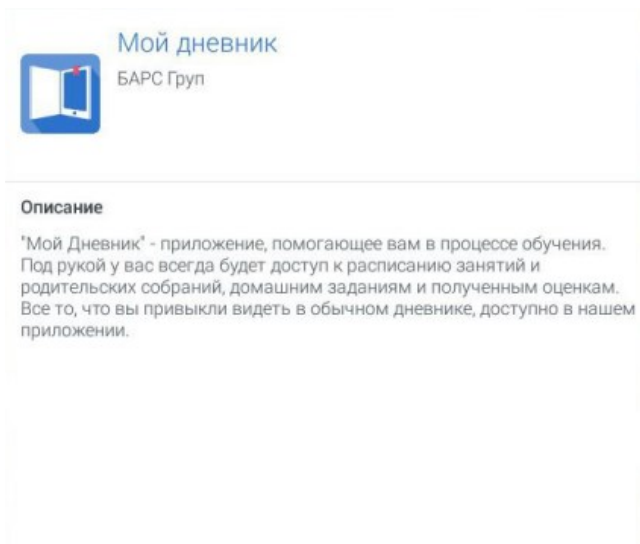 Мой дневник
БАРС Груп
Описание
"Мой Дневник" - приложение, помогающее вам в процессе обучения.
Под рукой у вас всегда будет доступ к расписанию занятий и
родительских собраний, домашним заданиям и полученным оценкам.
Все то, что вы привыкли видеть в обычном дневнике, доступно в нашем
приложении.